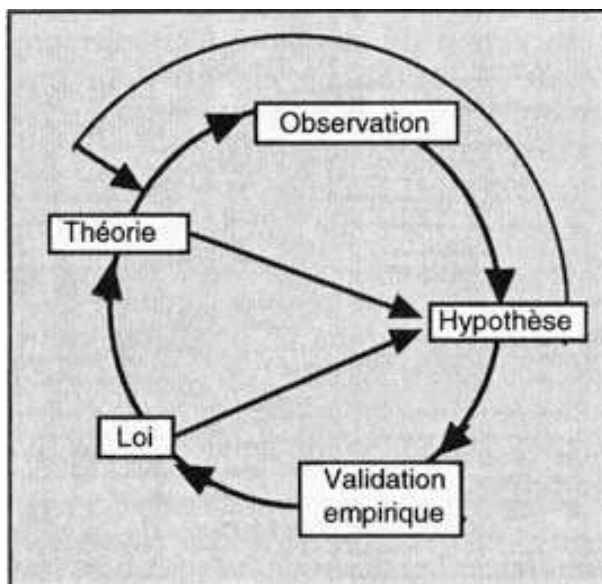 Observation
Théorie
Hypothèse
Loi
Validation
empirique